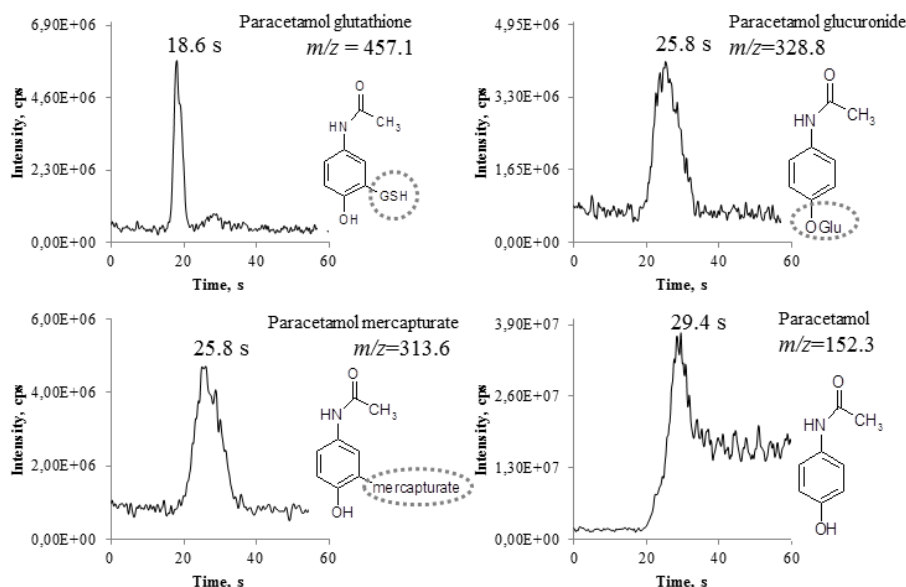 Paracetamol glutathione
m/z = 457.1
18.6 s
6,90E+06
4,60E+06
2,30E+06
0,00E+00
Intensity, cps
0 20 40 60
Time, s
O
HN
CH3
GSH
OH
Paracetamol glucuronide
m/z=328.8
25.8 s
4,95E+06
3,30E+06
1,65E+06
0,00E+00
Intensity, cps
0 20 40 60
Time, s
O
HN
CH3
OGlu
Paracetamol mercapturate
m/z=313.6
25.8 s
6,00E+06
4,00E+06
2,00E+06
0,00E+00
Intensity, cps
0 20 40 60
Time, s
O
HN
CH3
mercapturate
OH
Paracetamol
m/z=152.3
29.4 s
3,90E+07
2,60E+07
1,30E+07
0,00E+00
Intensity, cps
0 20 40 60
Time, s
O
HN
CH3
OH